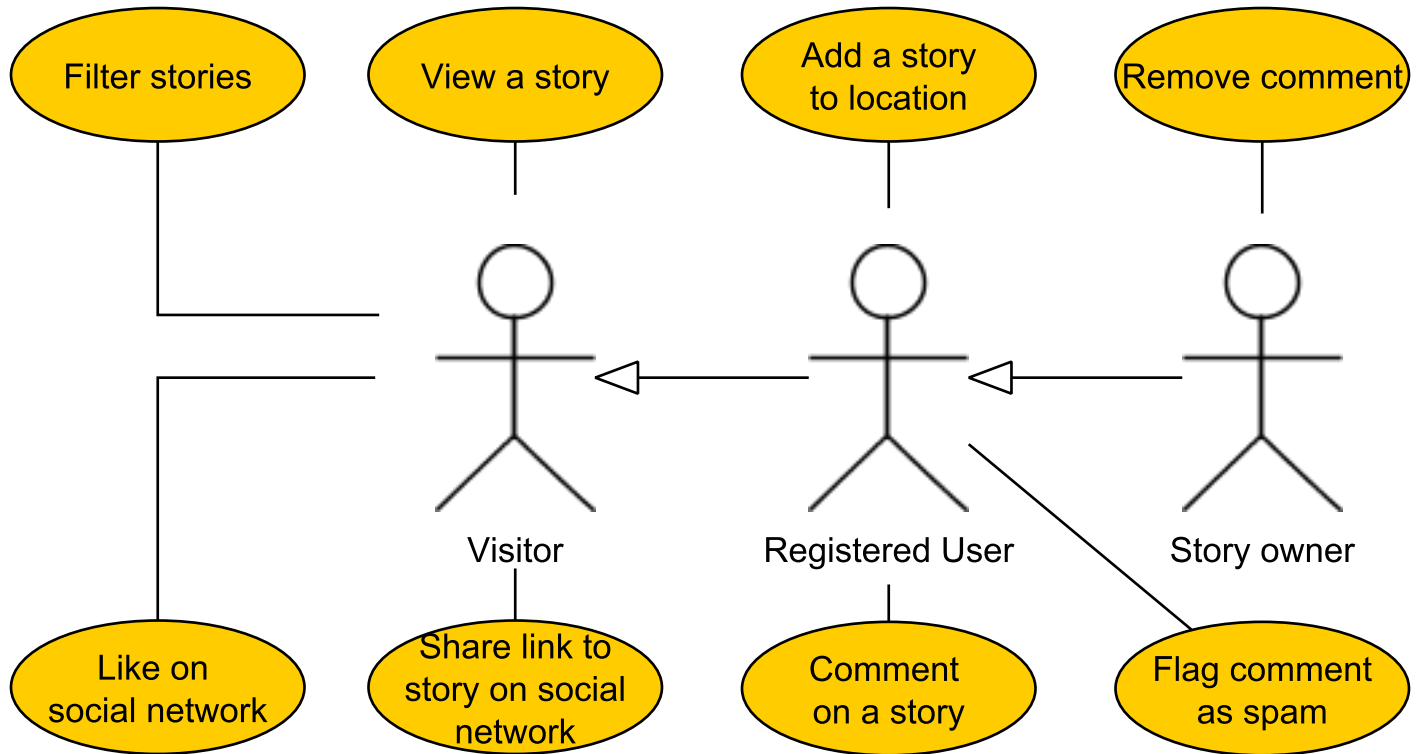 Filter stories
View a story
Add a story
to location
Remove comment
Visitor
Registered User
Story owner
Like on
social network
Share link to
story on social
network
Comment
on a story
Flag comment
as spam